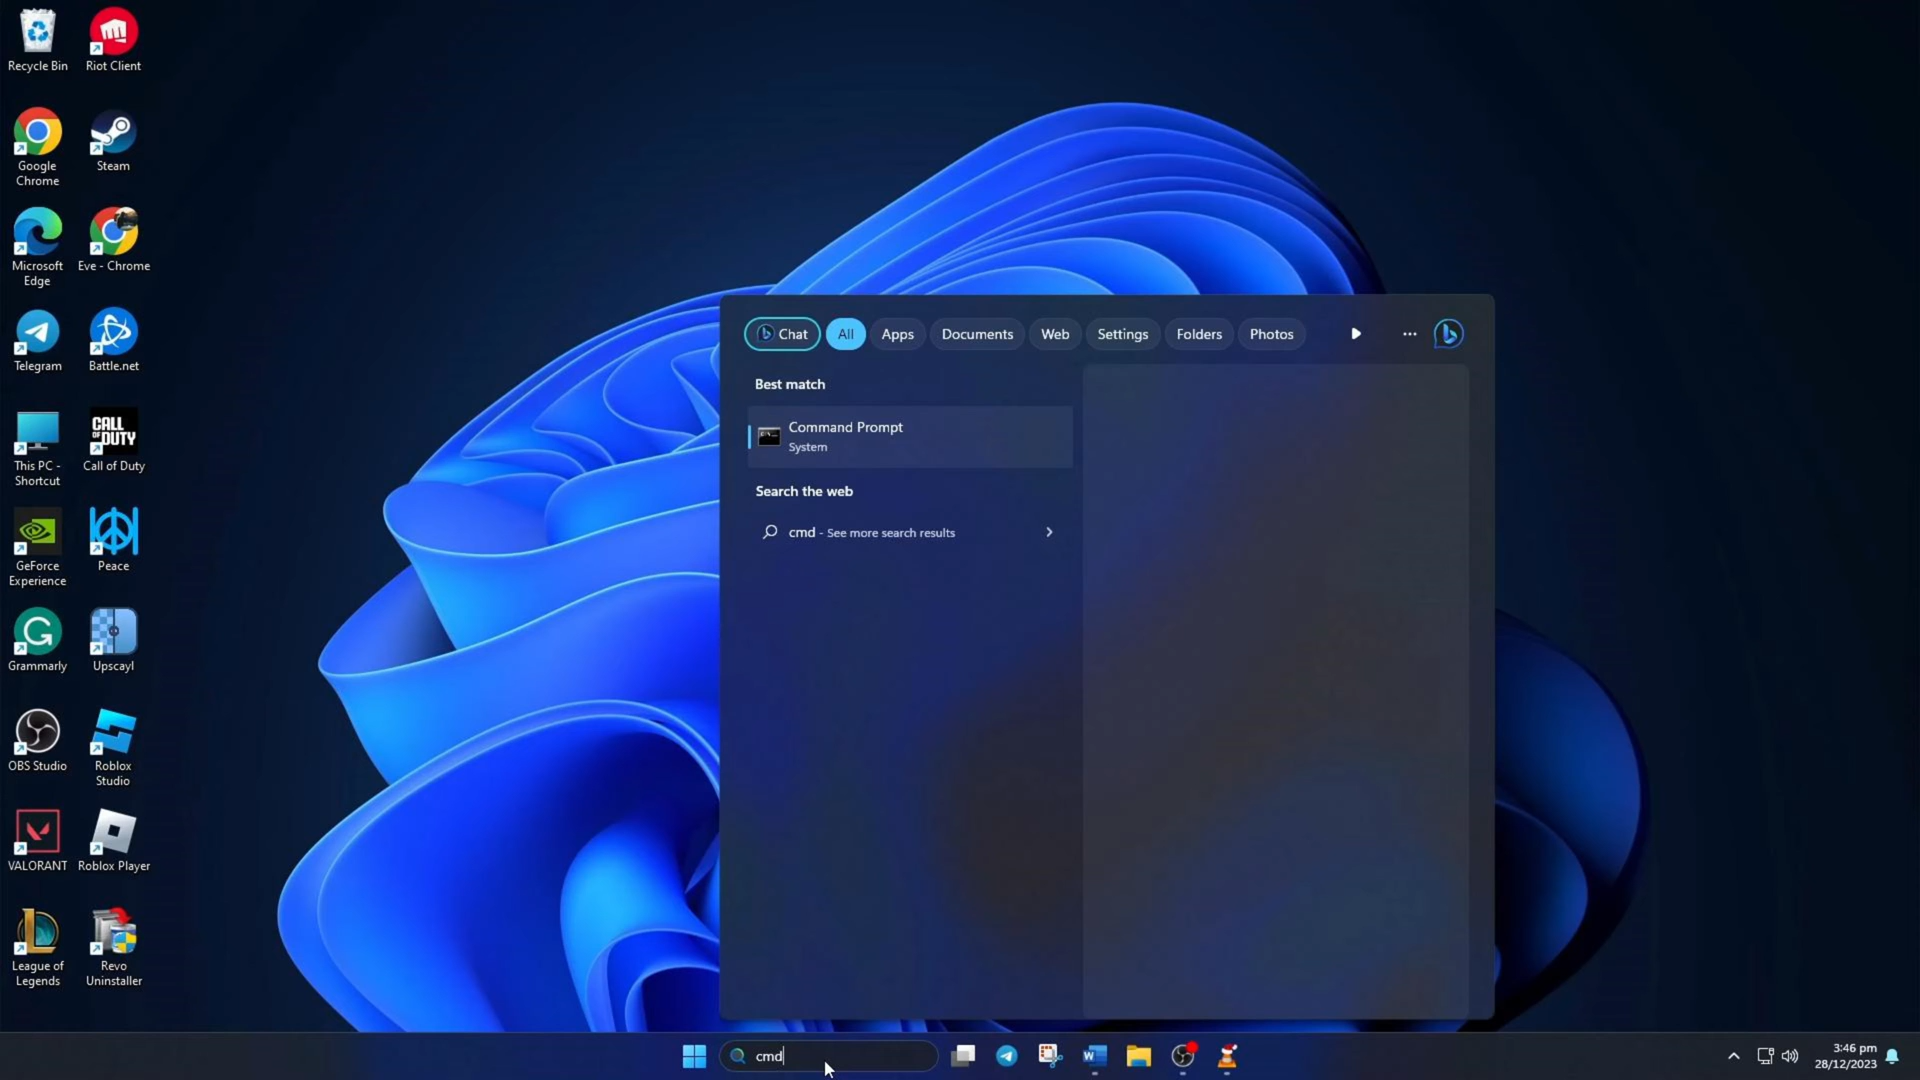 Recycle Bin
Riot Client
Google
Chrome
Steam
Microsoft
Edge
Eve - Chrome
Telegram
Battle.net
This PC -
Shortcut
CALL
OF DUTY
Call of Duty
GeForce
Experience
Peace
Grammarly
Upscayl
OBS Studio
Roblox
Studio
VALORANT
Roblox Player
League of
Legends
Revo
Uninstaller
Chat All Apps Documents Web Settings Folders Photos
Best match
Command Prompt
System
Search the web
cmd - See more search results
cmd
3:46 pm
28/12/2023